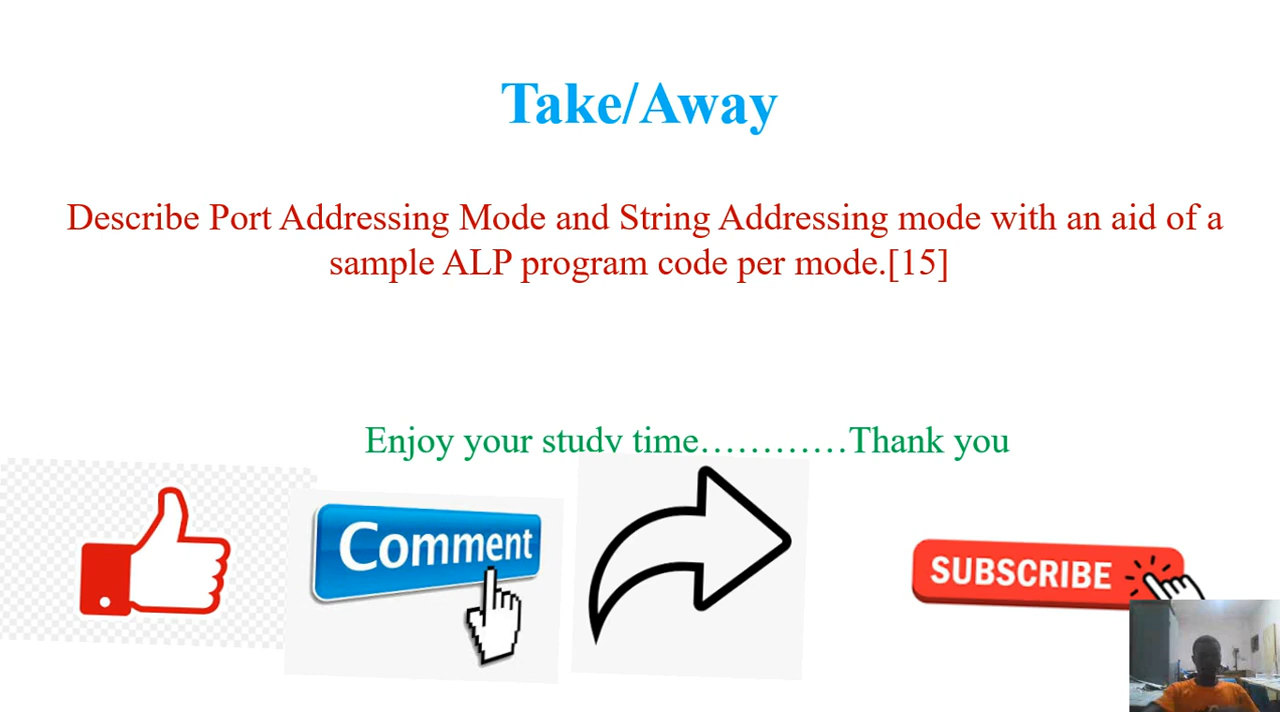 Take/Away
Describe Port Addressing Mode and String Addressing mode with an aid of a
sample ALP program code per mode.[15]
Enjoy your study time…………Thank you
Comment
SUBSCRIBE